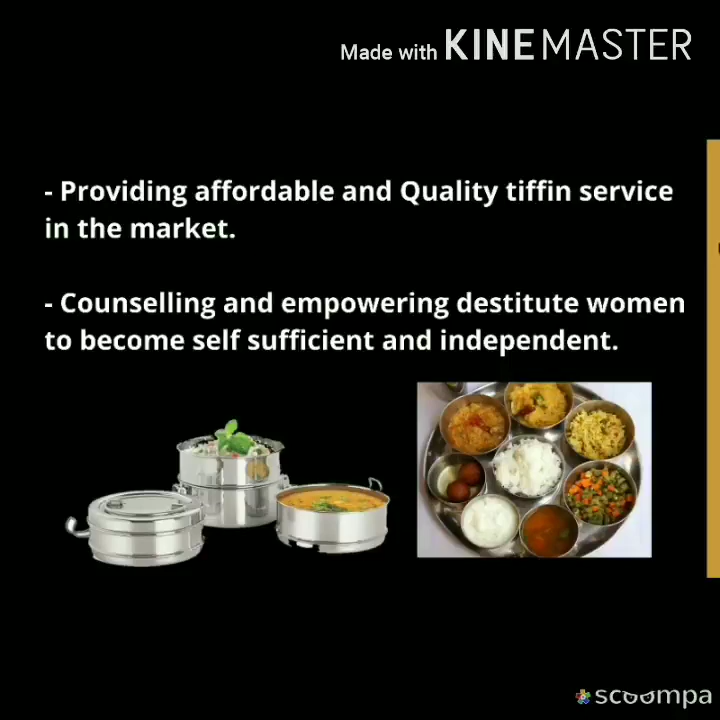 Made with KINEMASTER
- Providing affordable and Quality tiffin service
in the market.
- Counselling and empowering destitute women
to become self sufficient and independent.
scoompa